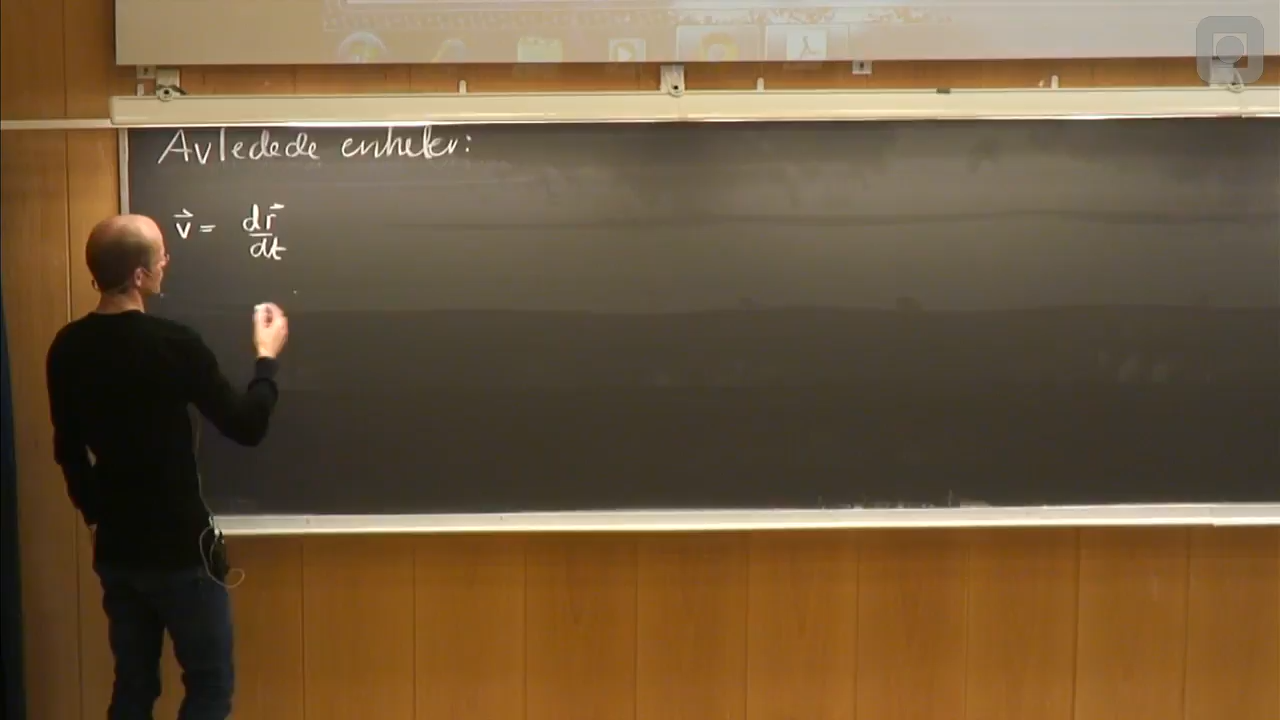 Avledede enheter:
v⃗ = dr⃗/dt